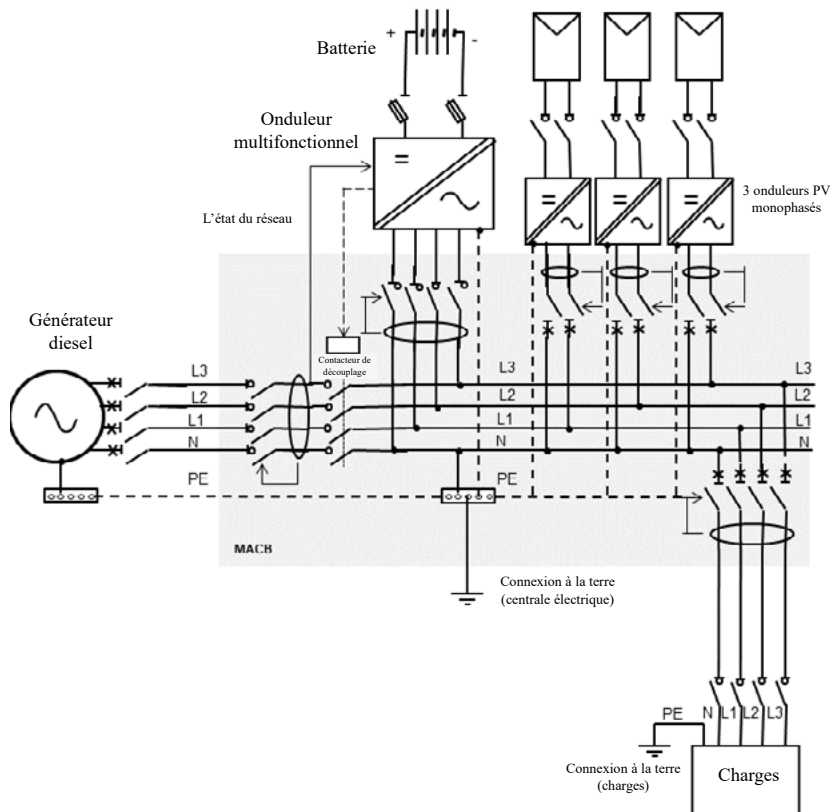 Batterie
+
-
Onduleur
multifonctionnel
=
3 onduleurs PV
monophasés
=
=
=
L'état du réseau
Générateur
diesel
Contacteur de
découplage
L3
L3
L3
L2
L2
L2
L1
L1
L1
N
N
N
PE
PE
MACB
Connexion à la terre
(centrale électrique)
PE
N
L1
L2
L3
Connexion à la terre
(charges)
Charges